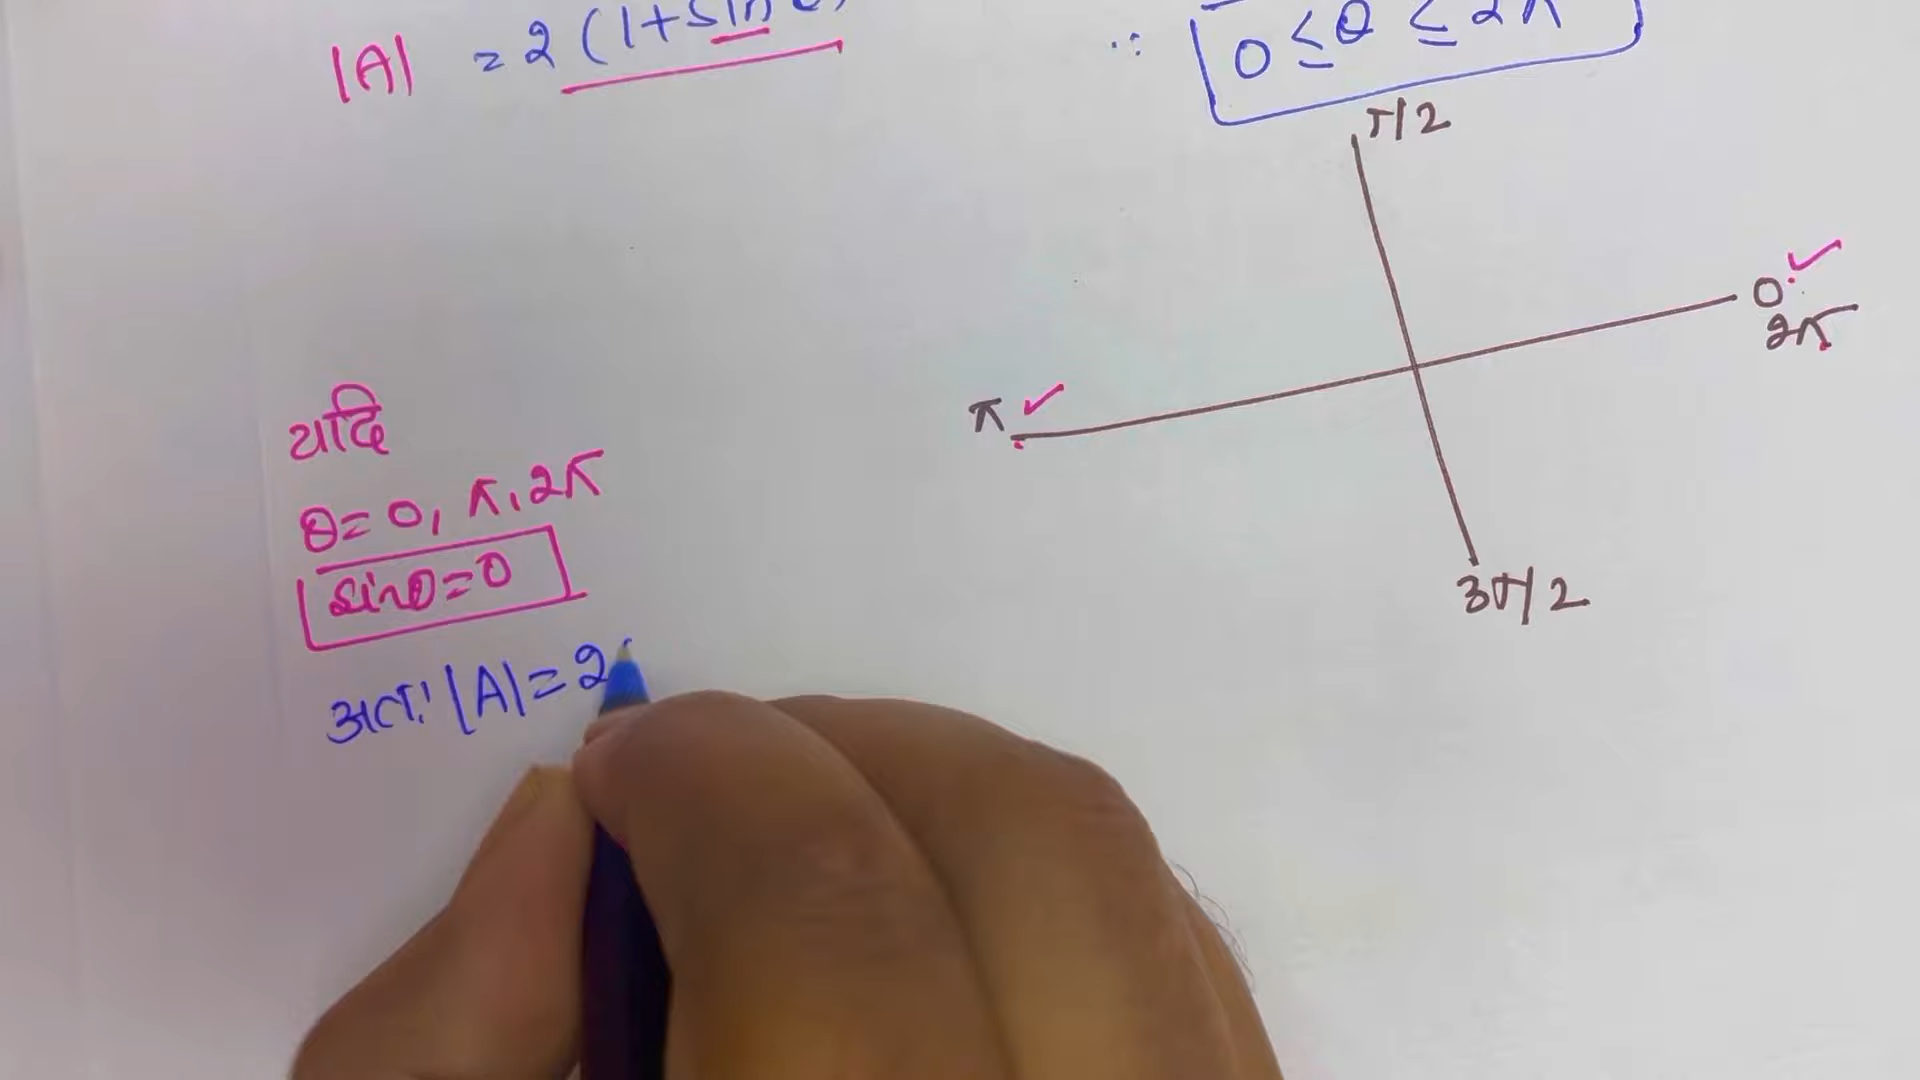 |A| = 2 (1+sin
∵ 0 ≤ θ ≤ 2π
π/2
0
2π
π
3π/2
यदि
θ = 0, π, 2π
sinθ = 0
अतः |A| = 2